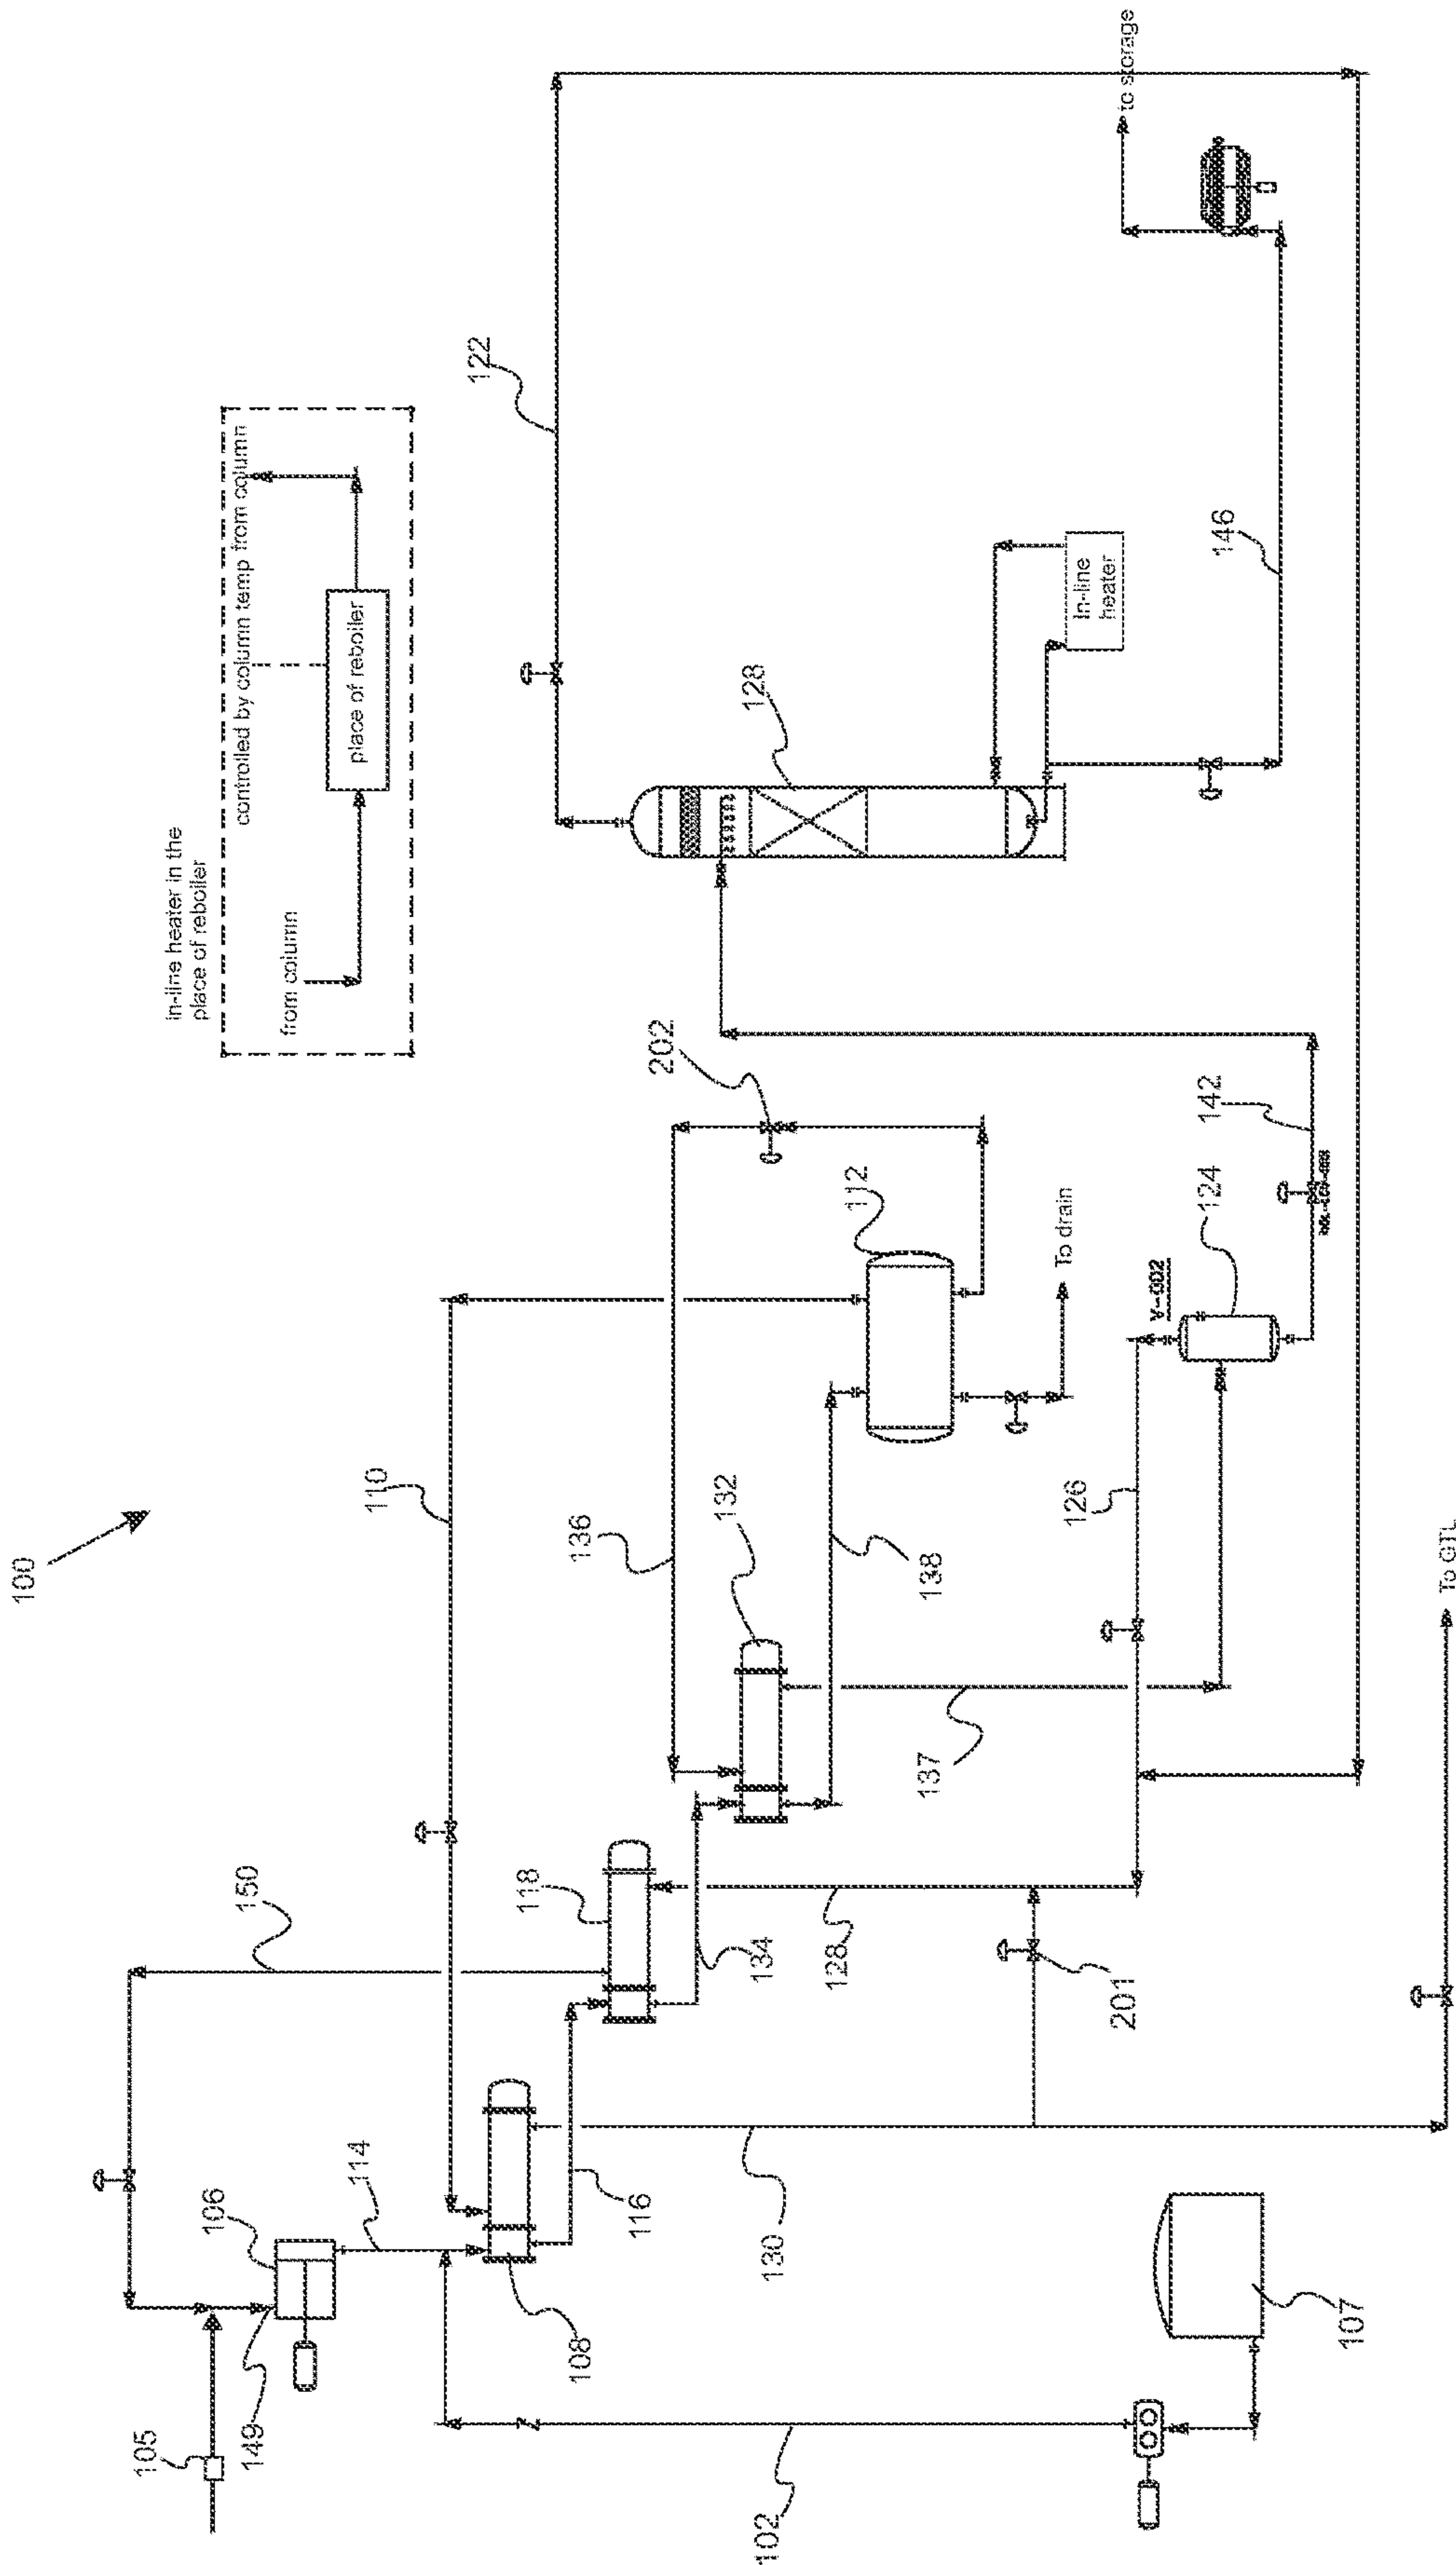 100
105
in-line heater in the
place of reboiler
106
controlled by column temp from column
149
150
from column
place of reboiler
114
110
122
118
108
136
116
202
132
128
134
102
130
128
112
138
137
To drain
126
In-line
heater
201
to storage
V-002
124
142
146
107
To GTL